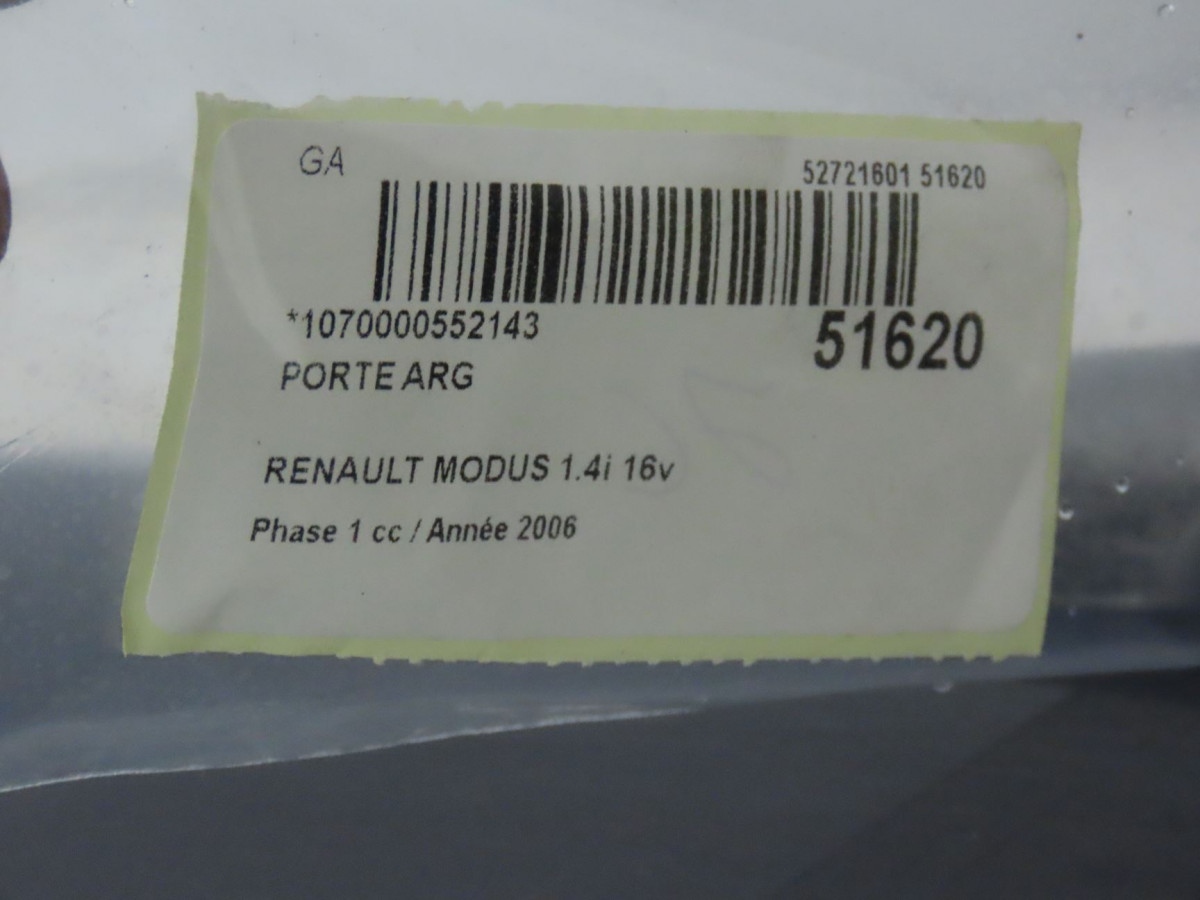 GA
52721601 51620
*1070000552143
51620
PORTE ARG
RENAULT MODUS 1.4i 16v
Phase 1 cc / Année 2006